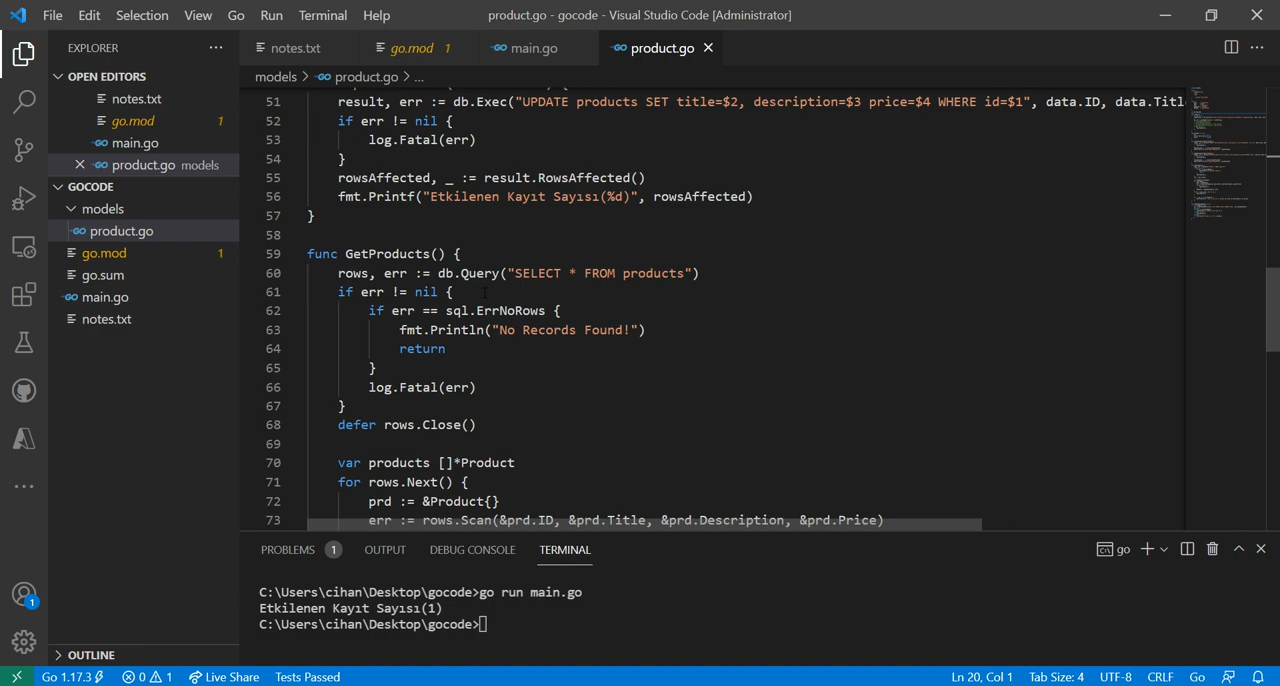 File Edit Selection View Go Run Terminal Help
product.go - gocode - Visual Studio Code [Administrator]
EXPLORER
notes.txt
go.mod 1
main.go
product.go
OPEN EDITORS
notes.txt
go.mod 1
main.go
product.go models
GOCODE
models
product.go
go.mod 1
go.sum
main.go
notes.txt
OUTLINE
models > product.go > ...
51 result, err := db.Exec("UPDATE products SET title=$2, description=$3 price=$4 WHERE id=$1", data.ID, data.Titl
52 if err != nil {
53 log.Fatal(err)
54 }
55 rowsAffected, _ := result.RowsAffected()
56 fmt.Printf("Etkilenen Kayıt Sayısı(%d)", rowsAffected)
57 }
58
59 func GetProducts() {
60 rows, err := db.Query("SELECT * FROM products")
61 if err != nil {
62 if err == sql.ErrNoRows {
63 fmt.Println("No Records Found!")
64 return
65 }
66 log.Fatal(err)
67 }
68 defer rows.Close()
69
70 var products []*Product
71 for rows.Next() {
72 prd := &Product{}
73 err := rows.Scan(&prd.ID, &prd.Title, &prd.Description, &prd.Price)
PROBLEMS 1 OUTPUT DEBUG CONSOLE TERMINAL
go
C:\Users\cihan\Desktop\gocode>go run main.go
Etkilenen Kayıt Sayısı(1)
C:\Users\cihan\Desktop\gocode>
1
Go 1.17.3 0 1 Live Share Tests Passed
Ln 20, Col 1 Tab Size: 4 UTF-8 CRLF Go